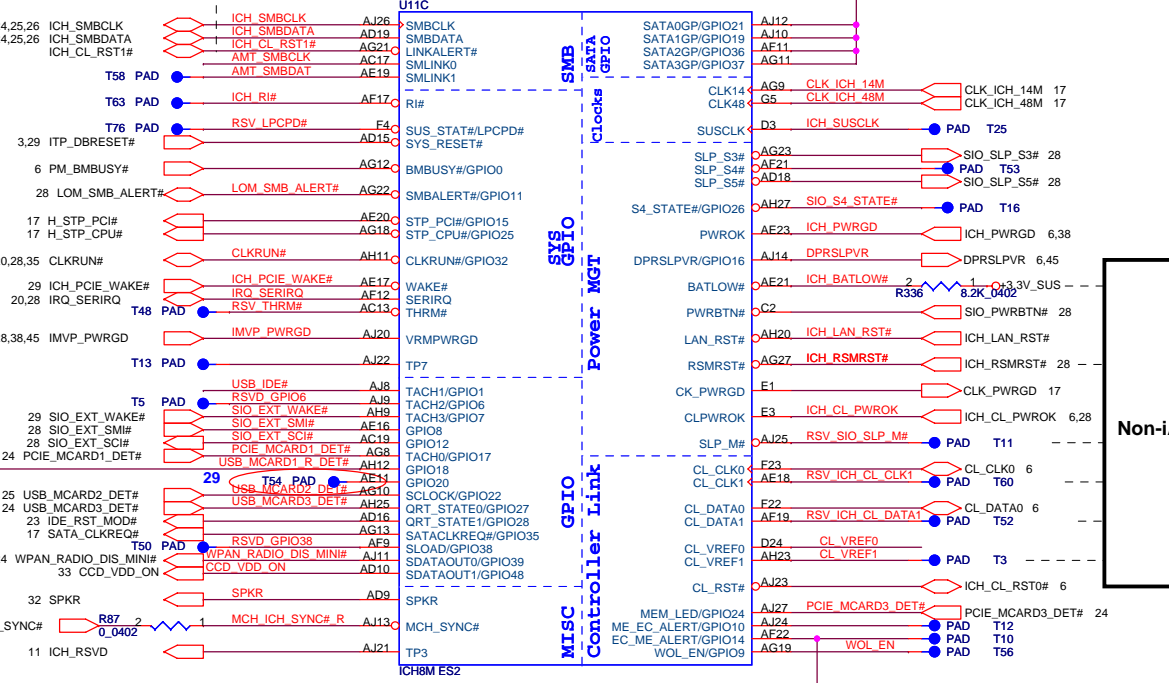 U11C
4,25,26 ICH_SMBCLK ICH_SMBCLK AJ26 SMBCLK SATA0GP/GPIO21 AJ12
4,25,26 ICH_SMBDATA ICH_SMBDATA AD19 SMBDATA SATA1GP/GPIO19 AJ10
ICH_CL_RST1# ICH_CL_RST1# AG21 LINKALERT# SATA2GP/GPIO36 AF11
AMT_SMBCLK AC17 SMLINK0 SATA3GP/GPIO37 AG11
T58 PAD AMT_SMBDAT AE19 SMLINK1
SMB
SATA GPIO
CLK14 AG9 CLK_ICH_14M CLK_ICH_14M 17
T63 PAD ICH_RI# AF17 RI# CLK48 G5 CLK_ICH_48M CLK_ICH_48M 17
Clocks
T76 PAD RSV_LPCPD# F4 SUS_STAT#/LPCPD# SUSCLK D3 ICH_SUSCLK PAD T25
3,29 ITP_DBRESET# AD15 SYS_RESET#
SLP_S3# AG23 SIO_SLP_S3# 28
6 PM_BMBUSY# AG12 BMBUSY#/GPIO0 SLP_S4# AF21 PAD T53
SLP_S5# AD18 SIO_SLP_S5# 28
28 LOM_SMB_ALERT# LOM_SMB_ALERT# AG22 SMBALERT#/GPIO11
S4_STATE#/GPIO26 AH27 SIO_S4_STATE# PAD T16
17 H_STP_PCI# AE20 STP_PCI#/GPIO15
17 H_STP_CPU# AG18 STP_CPU#/GPIO25 PWROK AE23 ICH_PWRGD ICH_PWRGD 6,38
SYS GPIO
0,28,35 CLKRUN# CLKRUN# AH11 CLKRUN#/GPIO32 DPRSLPVR/GPIO16 AJ14 DPRSLPVR DPRSLPVR 6,45
Power MGT
29 ICH_PCIE_WAKE# ICH_PCIE_WAKE# AE17 WAKE# BATLOW# AE21 ICH_BATLOW# 2 1 +3.3V_SUS
R336 8.2K_0402
20,28 IRQ_SERIRQ IRQ_SERIRQ AF12 SERIRQ
T48 PAD RSV_THRM# AC13 THRM# PWRBTN# C2 SIO_PWRBTN# 28
8,38,45 IMVP_PWRGD IMVP_PWRGD AJ20 VRMPWRGD LAN_RST# AH20 ICH_LAN_RST# ICH_LAN_RST#
T13 PAD AJ22 TP7 RSMRST# AG27 ICH_RSMRST# ICH_RSMRST# 28
USB_IDE# AJ8 TACH1/GPIO1 CK_PWRGD E1 CLK_PWRGD 17
T5 PAD RSVD_GPIO6 AJ9 TACH2/GPIO6
29 SIO_EXT_WAKE# SIO_EXT_WAKE# AH9 TACH3/GPIO7 CLPWROK E3 ICH_CL_PWROK ICH_CL_PWROK 6,28
28 SIO_EXT_SMI# SIO_EXT_SMI# AE16 GPIO8
28 SIO_EXT_SCI# SIO_EXT_SCI# AC19 GPIO12 SLP_M# AJ25 RSV_SIO_SLP_M# PAD T11
24 PCIE_MCARD1_DET# PCIE_MCARD1_DET# AG8 TACH0/GPIO17
USB_MCARD1_R_DET# AH12 GPIO18 CL_CLK0 F23 CL_CLK0 6
29 T54 PAD AE11 GPIO20 CL_CLK1 AE18 RSV_ICH_CL_CLK1 PAD T60
25 USB_MCARD2_DET# USB_MCARD2_DET# AG10 SCLOCK/GPIO22
24 USB_MCARD3_DET# USB_MCARD3_DET# AH25 QRT_STATE0/GPIO27 CL_DATA0 F22 CL_DATA0 6
23 IDE_RST_MOD# AD16 QRT_STATE1/GPIO28 CL_DATA1 AF19 RSV_ICH_CL_DATA1 PAD T52
17 SATA_CLKREQ# AG13 SATACLKREQ#/GPIO35
T50 PAD RSVD_GPIO38 AF9 SLOAD/GPIO38 CL_VREF0 D24 CL_VREF0
4 WPAN_RADIO_DIS_MINI# WPAN_RADIO_DIS_MINI# AJ11 SDATAOUT0/GPIO39 CL_VREF1 AH23 CL_VREF1 PAD T3
33 CCD_VDD_ON CCD_VDD_ON AD10 SDATAOUT1/GPIO48
GPIO
Controller Link
CL_RST# AJ23 ICH_CL_RST0# 6
32 SPKR SPKR AD9 SPKR
MEM_LED/GPIO24 AJ27 PCIE_MCARD3_DET# PCIE_MCARD3_DET# 24
_SYNC# R87 2 1 MCH_ICH_SYNC#_R AJ13 MCH_SYNC# ME_EC_ALERT/GPIO10 AJ24 PAD T12
0_0402
EC_ME_ALERT/GPIO14 AF22 PAD T10
11 ICH_RSVD AJ21 TP3 WOL_EN/GPIO9 AG19 WOL_EN PAD T56
MISC
ICH8M ES2
Non-i